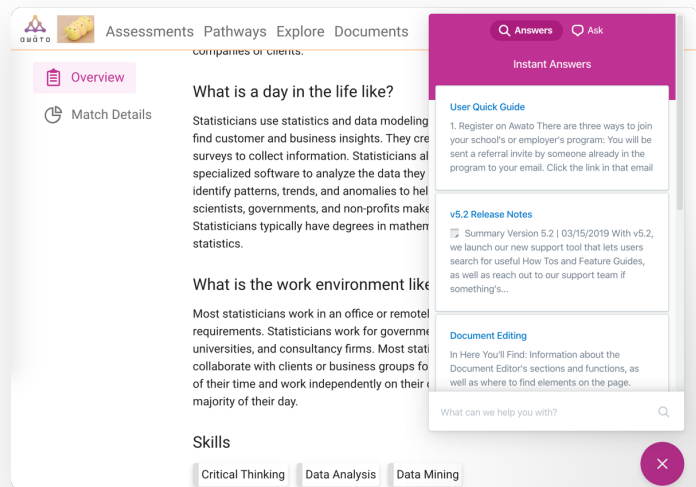 awato
Assessments Pathways Explore Documents
Overview
Match Details
companies or clients.
What is a day in the life like?
Statisticians use statistics and data modeling
find customer and business insights. They cre
surveys to collect information. Statisticians al
specialized software to analyze the data they
identify patterns, trends, and anomalies to hel
scientists, governments, and non-profits make
Statisticians typically have degrees in mathem
statistics.
What is the work environment like
Most statisticians work in an office or remotel
requirements. Statisticians work for governme
universities, and consultancy firms. Most stati
collaborate with clients or business groups fo
of their time and work independently on their
majority of their day.
Skills
Critical Thinking
Data Analysis
Data Mining
Answers
Ask
Instant Answers
User Quick Guide
1. Register on Awato There are three ways to join
your school's or employer's program: You will be
sent a referral invite by someone already in the
program to your email. Click the link in that email
v5.2 Release Notes
Summary Version 5.2 | 03/15/2019 With v5.2,
we launch our new support tool that lets users
search for useful How Tos and Feature Guides,
as well as reach out to our support team if
something's...
Document Editing
In Here You'll Find: Information about the
Document Editor's sections and functions, as
well as where to find elements on the page.
What can we help you with?